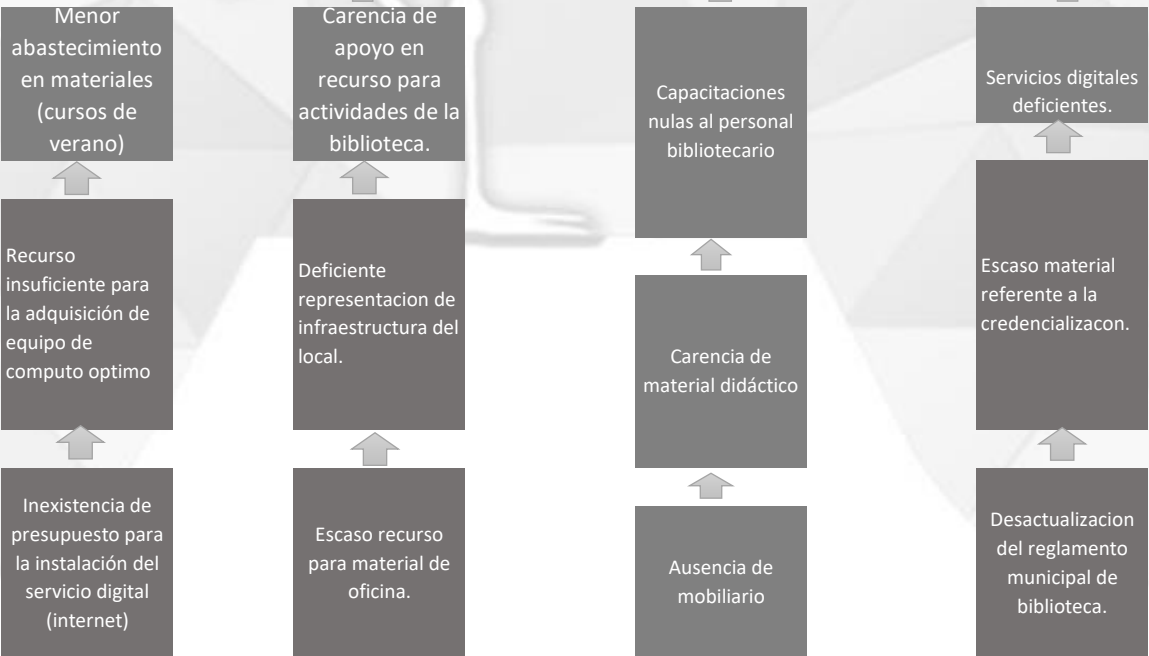 Menor
abastecimiento
en materiales
(cursos de
verano)
Carencia de
apoyo en
recurso para
actividades de la
biblioteca.
Capacitaciones
nulas al personal
bibliotecario
Servicios digitales
deficientes.
Recurso
insuficiente para
la adquisición de
equipo de
computo optimo
Deficiente
representacion de
infraestructura del
local.
Carencia de
material didáctico
Escaso material
referente a la
credencializacon.
Inexistencia de
presupuesto para
la instalación del
servicio digital
(internet)
Escaso recurso
para material de
oficina.
Ausencia de
mobiliario
Desactualizacion
del reglamento
municipal de
biblioteca.